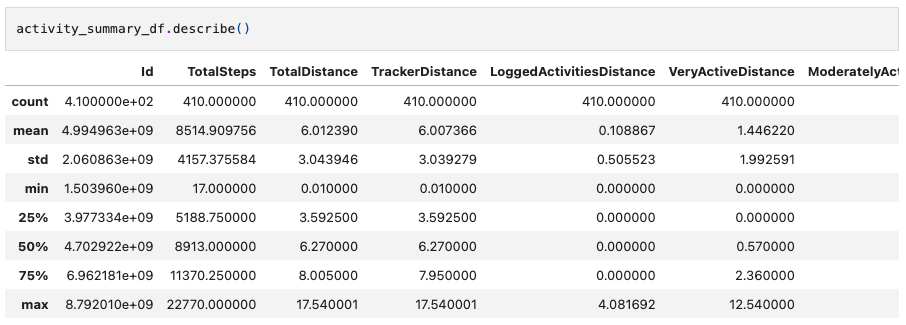 activity_summary_df.describe()
Id TotalSteps TotalDistance TrackerDistance LoggedActivitiesDistance VeryActiveDistance ModeratelyAct
count 4.100000e+02 410.000000 410.000000 410.000000 410.000000 410.000000
mean 4.994963e+09 8514.909756 6.012390 6.007366 0.108867 1.446220
std 2.060863e+09 4157.375584 3.043946 3.039279 0.505523 1.992591
min 1.503960e+09 17.000000 0.010000 0.010000 0.000000 0.000000
25% 3.977334e+09 5188.750000 3.592500 3.592500 0.000000 0.000000
50% 4.702922e+09 8913.000000 6.270000 6.270000 0.000000 0.570000
75% 6.962181e+09 11370.250000 8.005000 7.950000 0.000000 2.360000
max 8.792010e+09 22770.000000 17.540001 17.540001 4.081692 12.540000